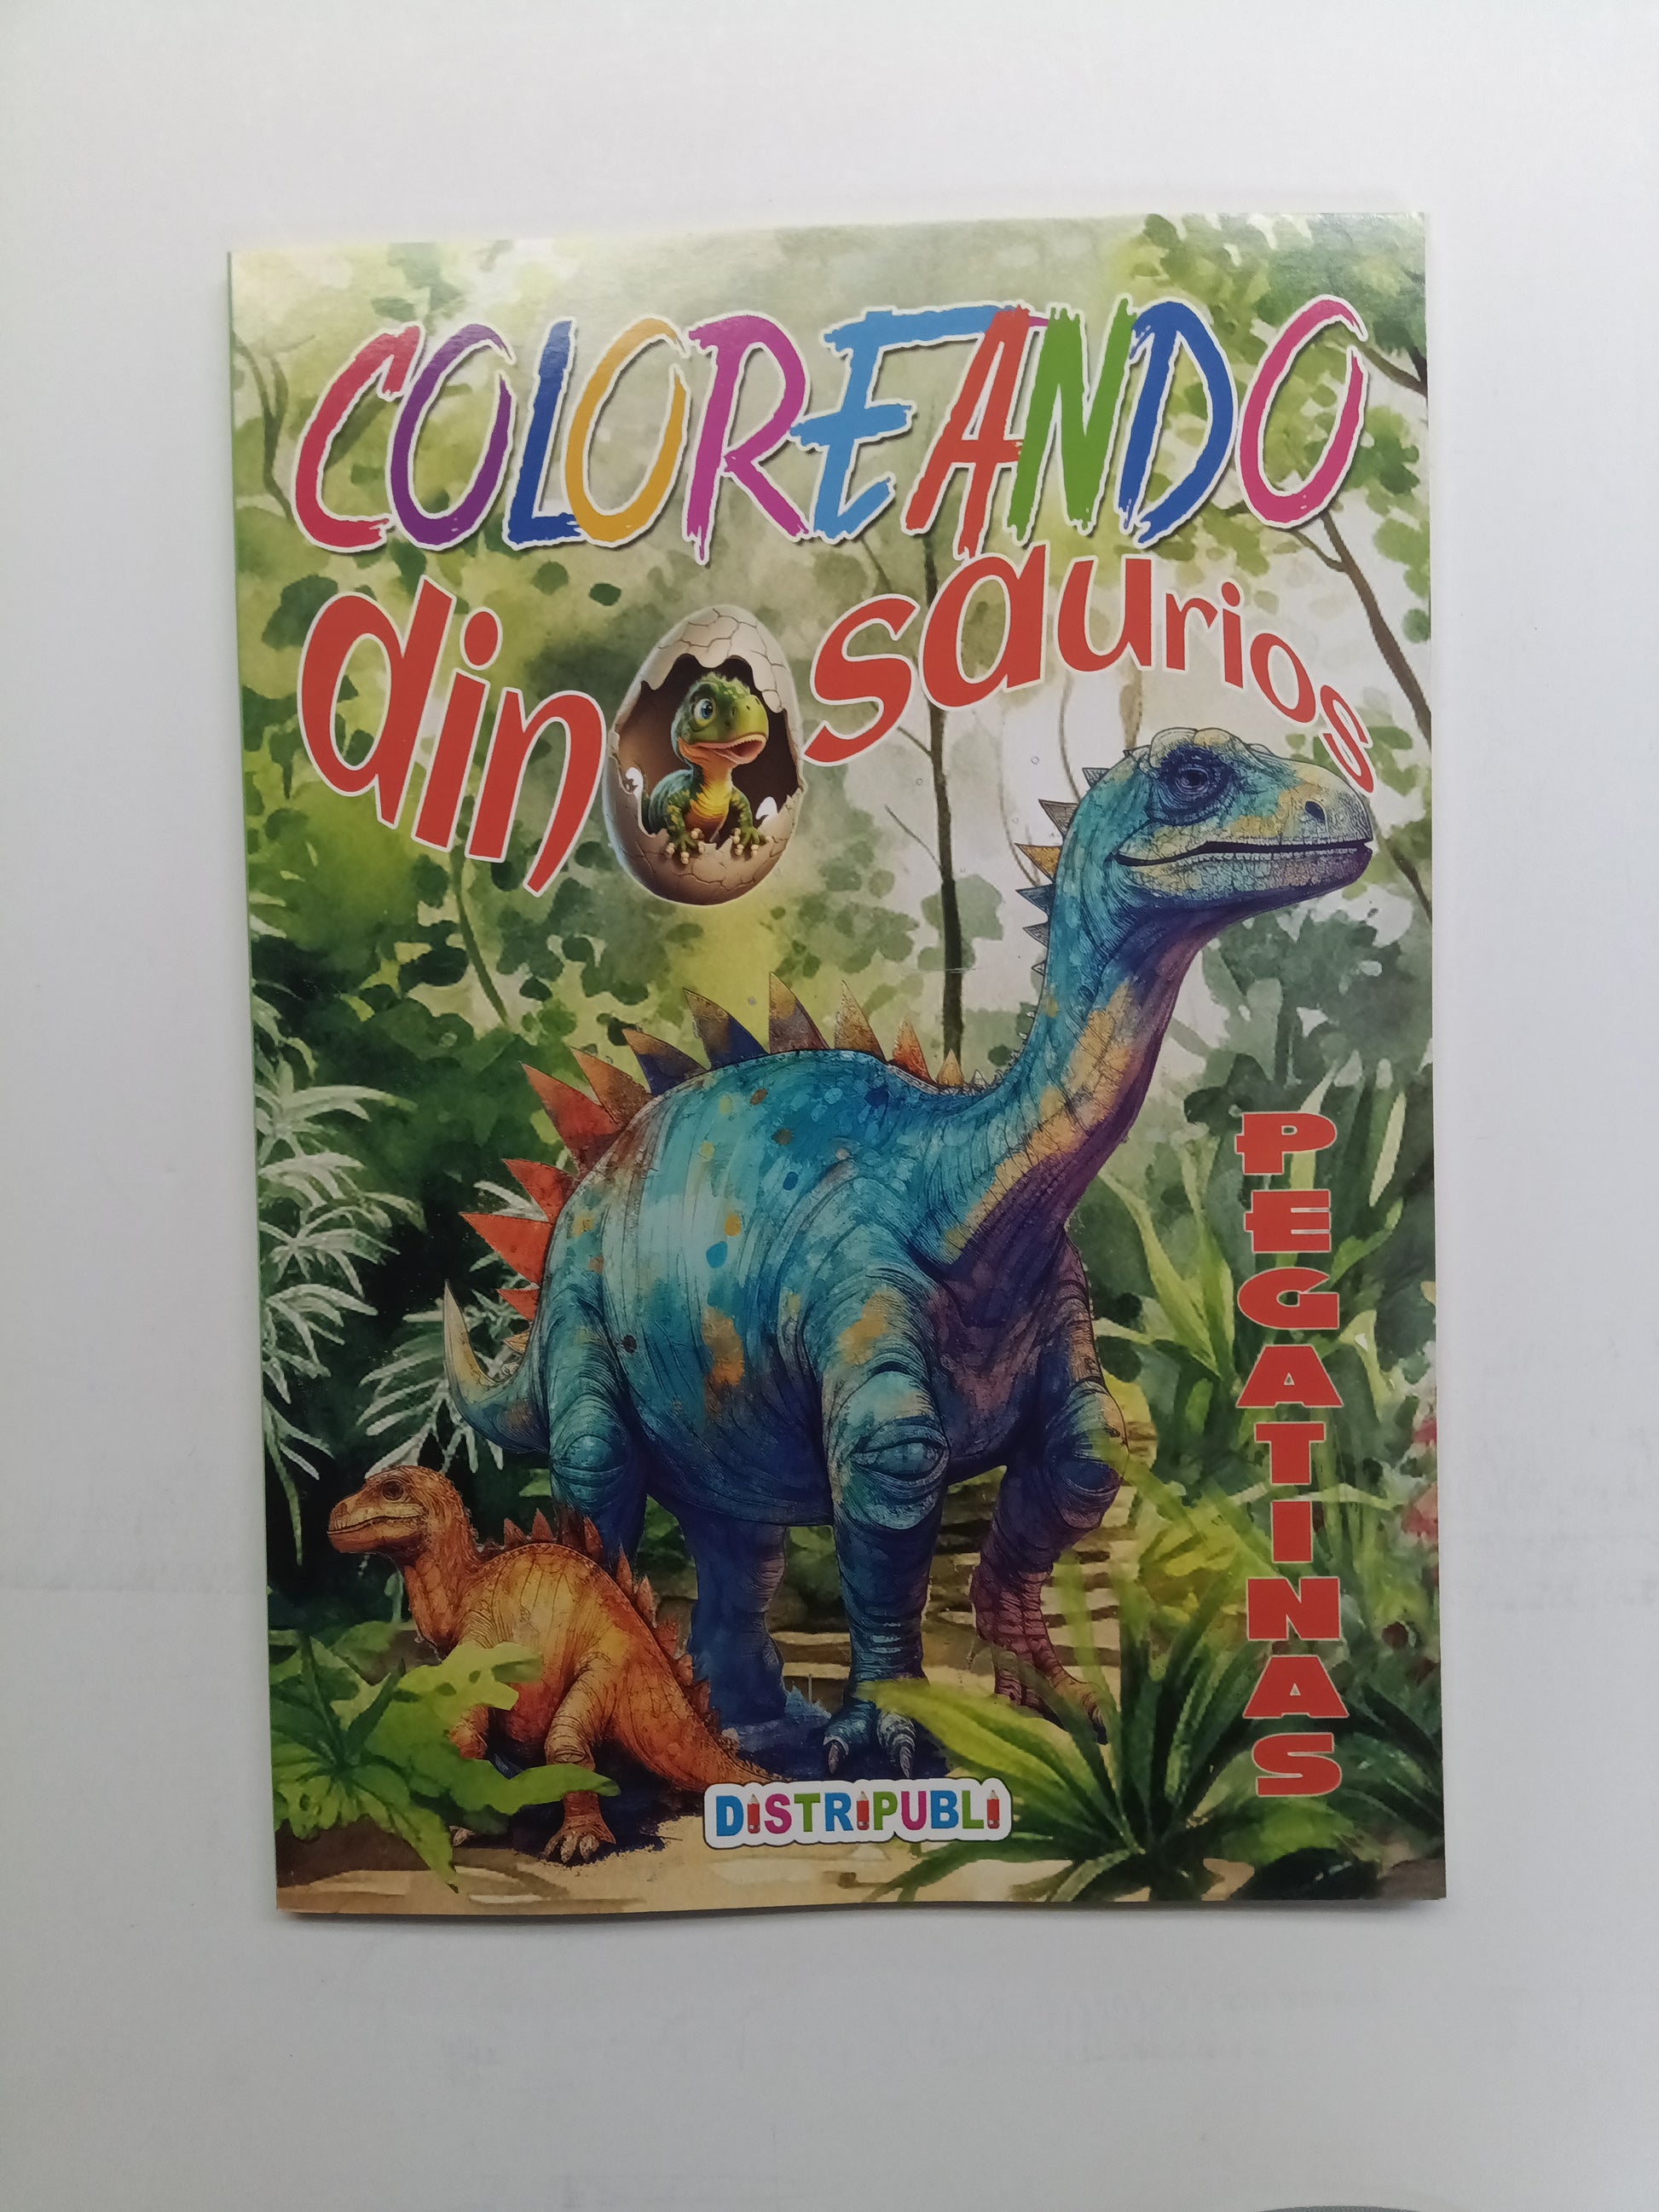 COLOREANDO
dinosaurios
PEGATINAS
DISTRIPUBLI